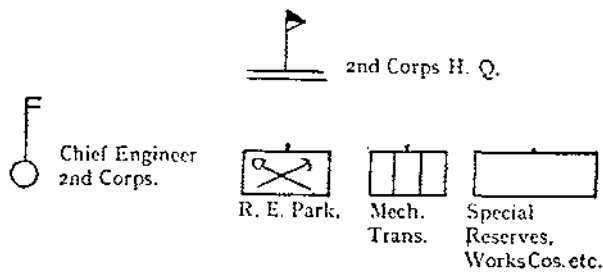 2nd Corps H. Q.
Chief Engineer
2nd Corps.
R. E. Park.
Mech.
Trans.
Special
Reserves,
Works Cos. etc.